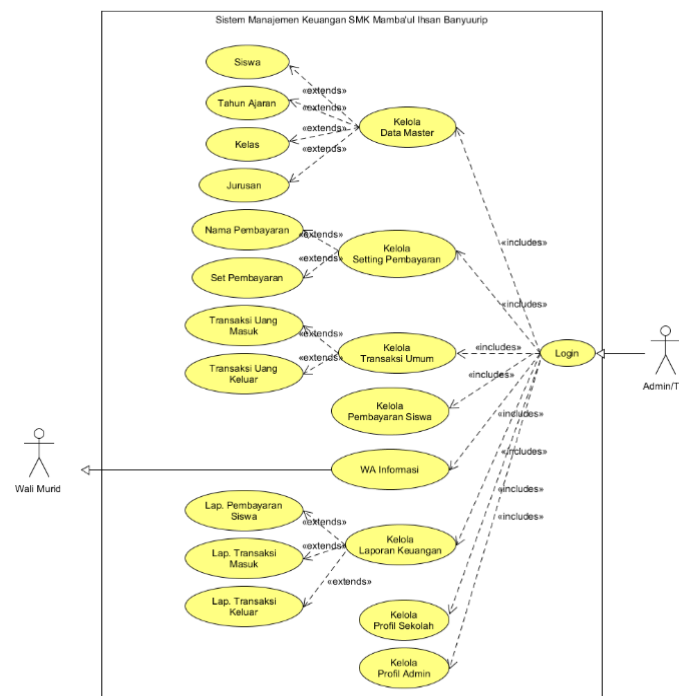 Sistem Manajemen Keuangan SMK Mamba'ul Ihsan Banyuurip
Siswa
«extends»
Tahun Ajaran
«extends»
Kelola
Data Master
Kelas
«extends»
«extends»
Jurusan
Nama Pembayaran
«extends»
Kelola
Setting Pembayaran
«includes»
«extends»
Set Pembayaran
«includes»
Transaksi Uang
Masuk
«extends»
Kelola
Transaksi Umum
«includes»
Login
«extends»
Transaksi Uang
Keluar
«includes»
Admin/T
Kelola
Pembayaran Siswa
«includes»
WA Informasi
«includes»
Wali Murid
«includes»
Lap. Pembayaran
Siswa
«extends»
«includes»
Kelola
Laporan Keuangan
«extends»
Lap. Transaksi
Masuk
«extends»
Lap. Transaksi
Keluar
Kelola
Profil Sekolah
Kelola
Profil Admin